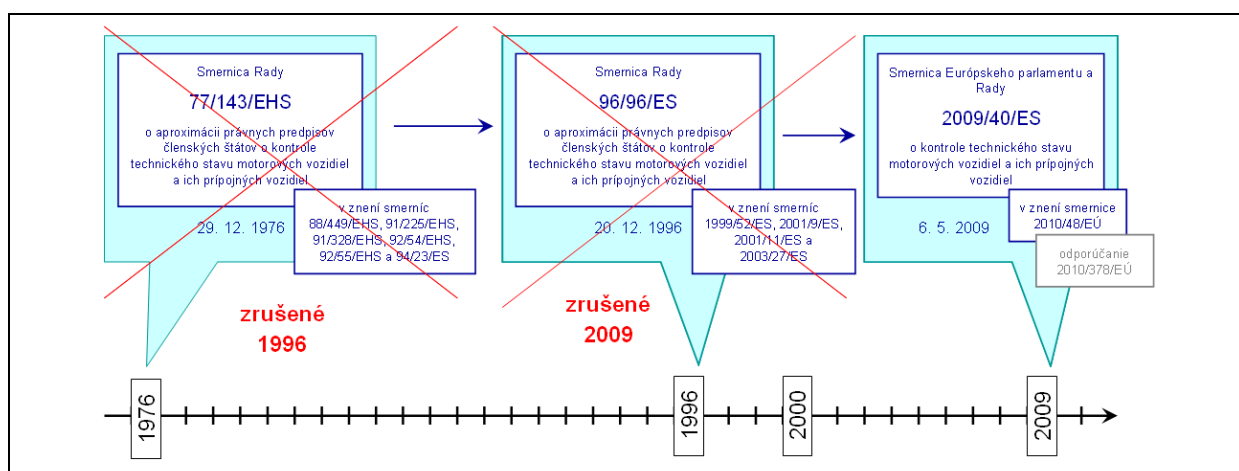 Smernica Rady
77/143/EHS
o aproximácii právnych predpisov
členských štátov o kontrole
technického stavu motorových vozidiel
a ich prípojných vozidiel
29. 12. 1976
v znení smerníc
88/449/EHS, 91/225/EHS,
91/328/EHS, 92/54/EHS,
92/55/EHS a 94/23/ES
zrušené
1996
Smernica Rady
96/96/ES
o aproximácii právnych predpisov
členských štátov o kontrole
technického stavu motorových vozidiel
a ich prípojných vozidiel
20. 12. 1996
v znení smerníc
1999/52/ES, 2001/9/ES,
2001/11/ES a
2003/27/ES
zrušené
2009
Smernica Európskeho parlamentu a
Rady
2009/40/ES
o kontrole technického stavu
motorových vozidiel a ich prípojných
vozidiel
6. 5. 2009
v znení smernice
2010/48/EÚ
odporúčanie
2010/378/EÚ
1976
1996
2000
2009